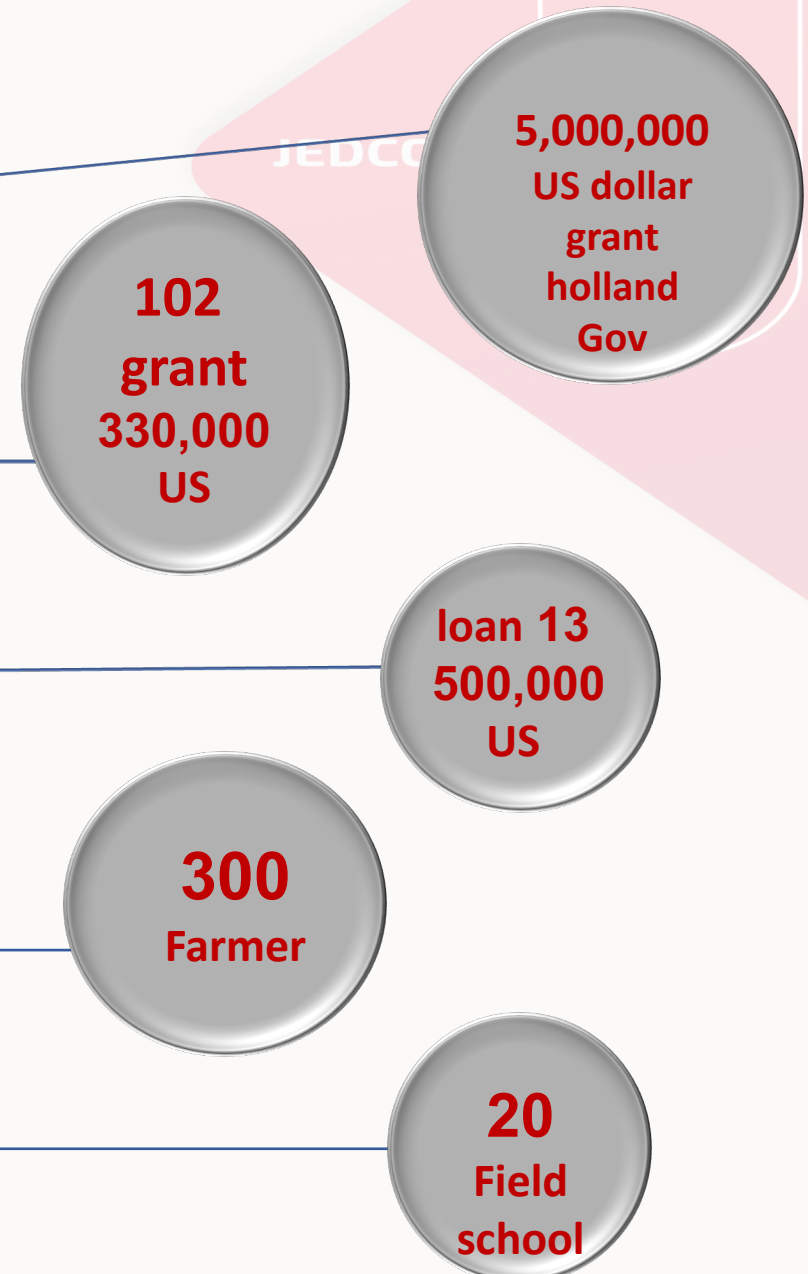 JEDCO
5,000,000
US dollar
grant
holland
Gov
102
grant
330,000
US
loan 13
500,000
US
300
Farmer
20
Field
school